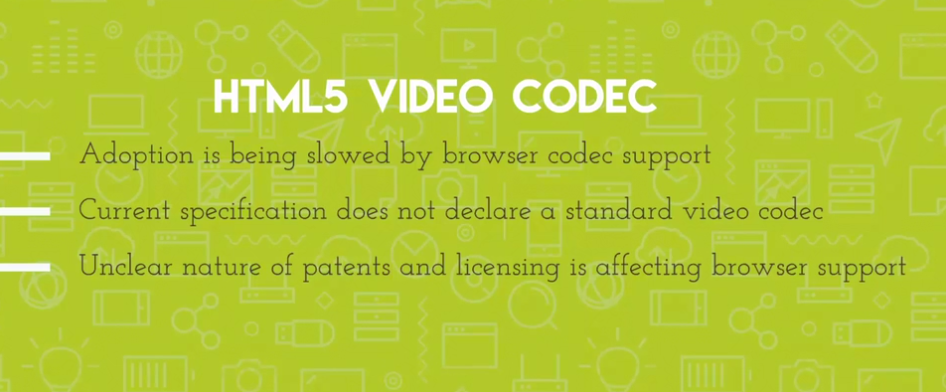 HTML5 VIDEO CODEC
Adoption is being slowed by browser codec support
Current specification does not declare a standard video codec
Unclear nature of patents and licensing is affecting browser support